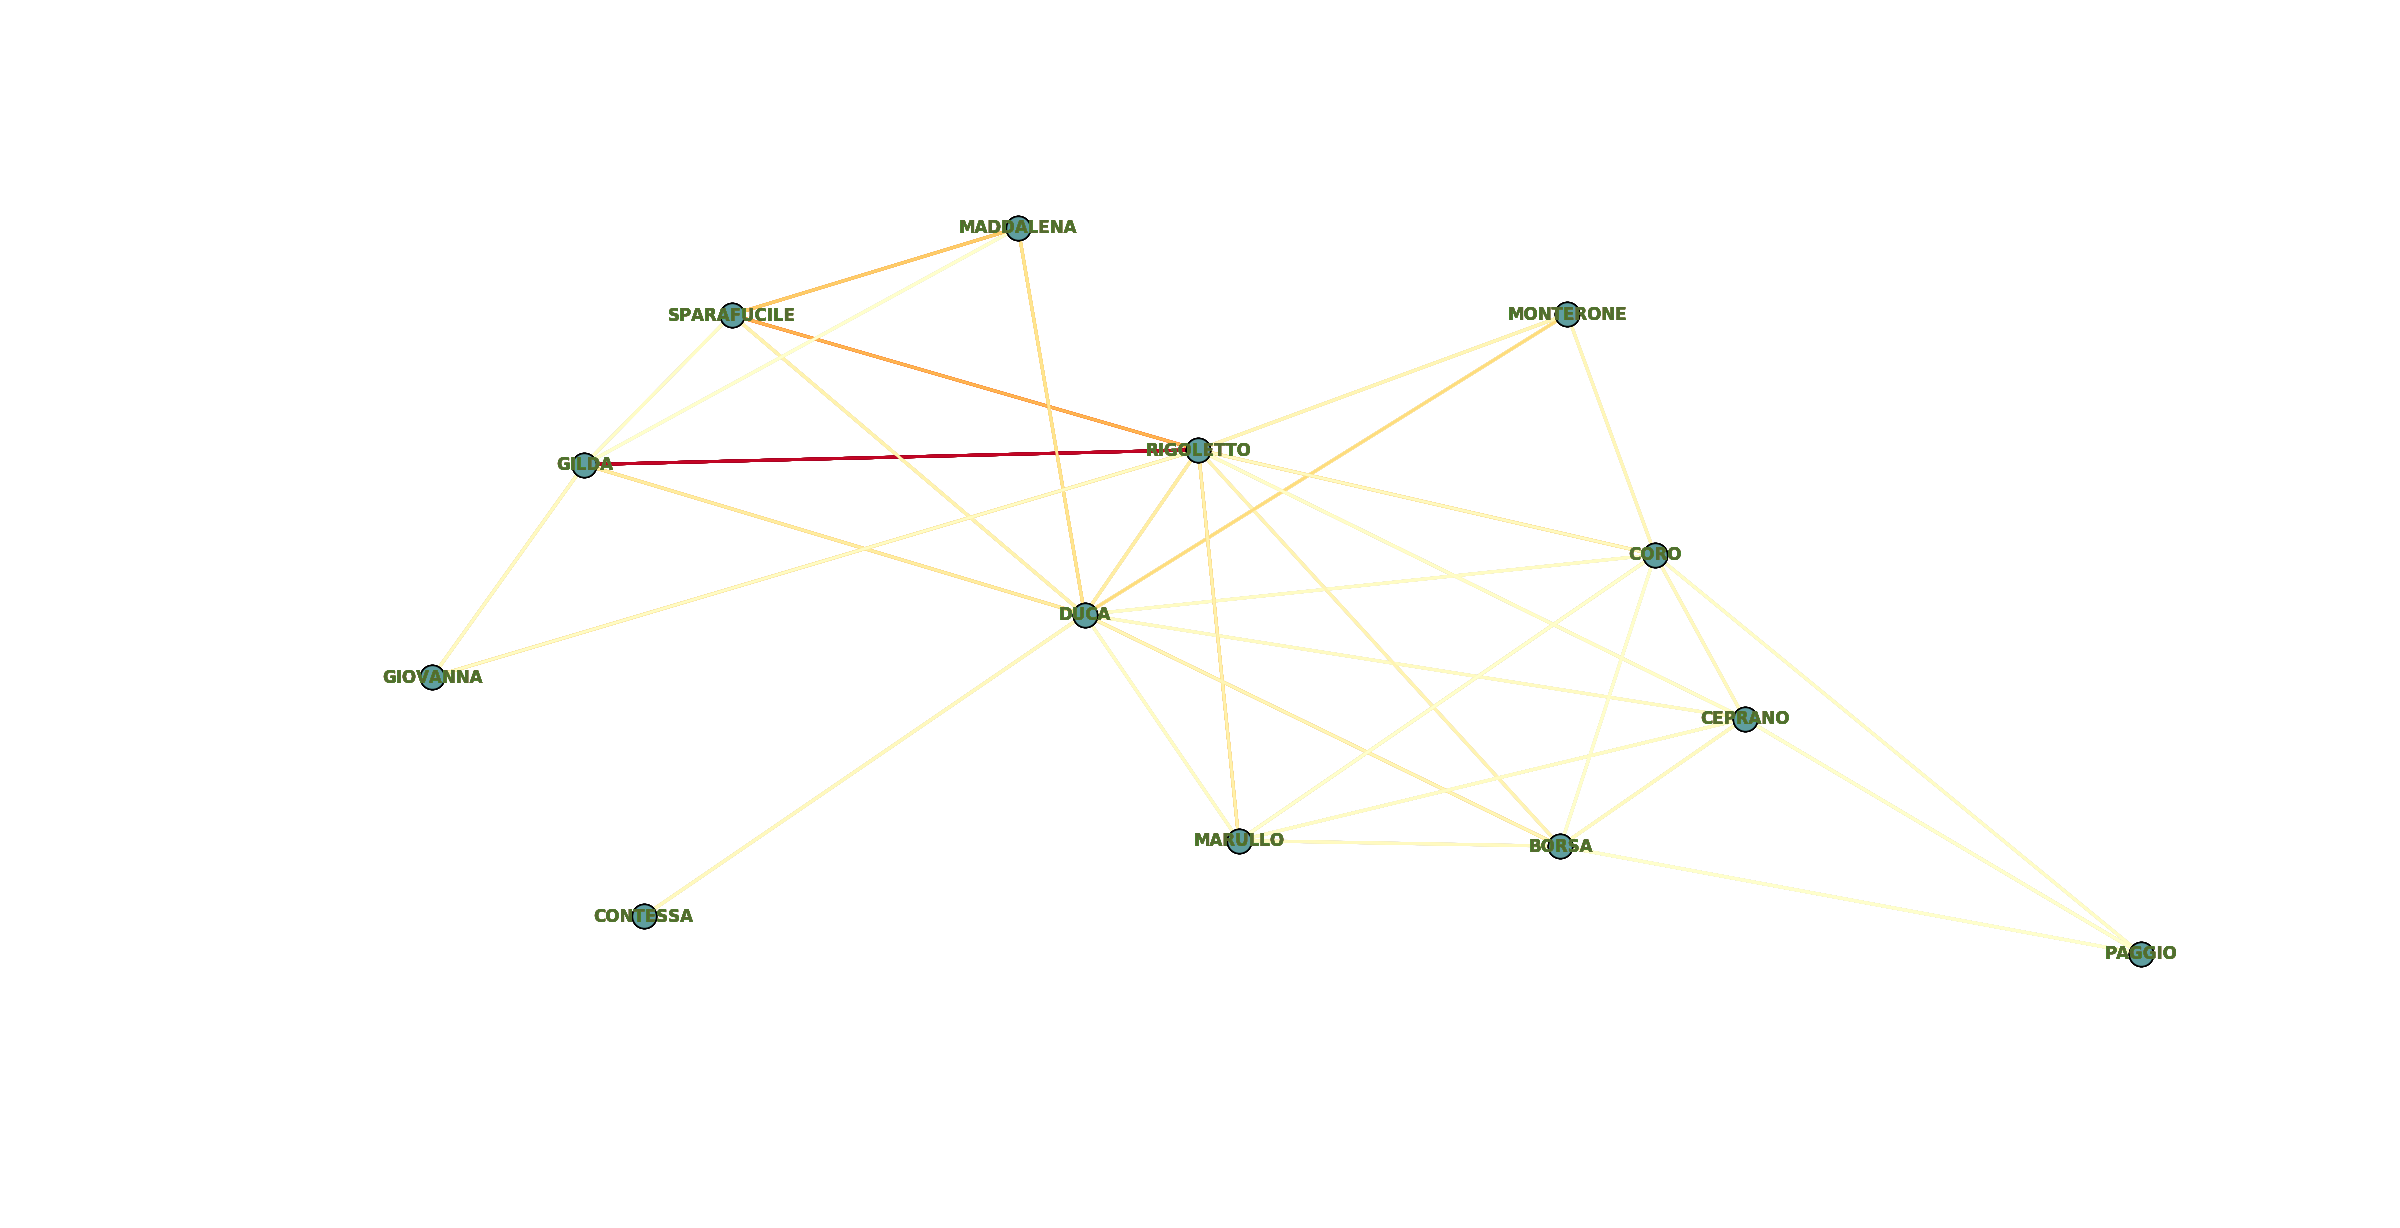 MADDALENA
SPARAFUCILE
MONTERONE
RIGOLETTO
GILDA
CORO
DUCA
GIOVANNA
CEPRANO
MARULLO
BORSA
CONTESSA
PAGGIO